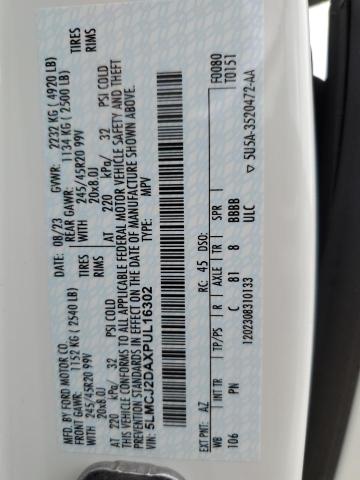 MFD. BY FORD MOTOR CO.
08/23 GVWR: 2232 KG ( 4920 LB)
FRONT GAWR: 1152 KG ( 2540 LB) REAR GAWR: 1134 KG ( 2500 LB)
WITH TIRES WITH TIRES
245/45R20 99V 245/45R20 99V
20x8.0J RIMS 20x8.0J RIMS
AT 220 kPa/ 32 PSI COLD AT 220 kPa/ 32 PSI COLD
THIS VEHICLE CONFORMS TO ALL APPLICABLE FEDERAL MOTOR VEHICLE SAFETY AND THEFT
PREVENTION STANDARDS IN EFFECT ON THE DATE OF MANUFACTURE SHOWN ABOVE.
VIN: 5LMCJ2DAXPUL16302 TYPE: MPV
F0080
T0151
EXT PNT: AZ RC: 45 DSO:
WB INT TR TP/PS R AXLE TR SPR
106 PN C 81 8 BBBB
1202308310133 ULC ▽ 5U5A-3520472-AA